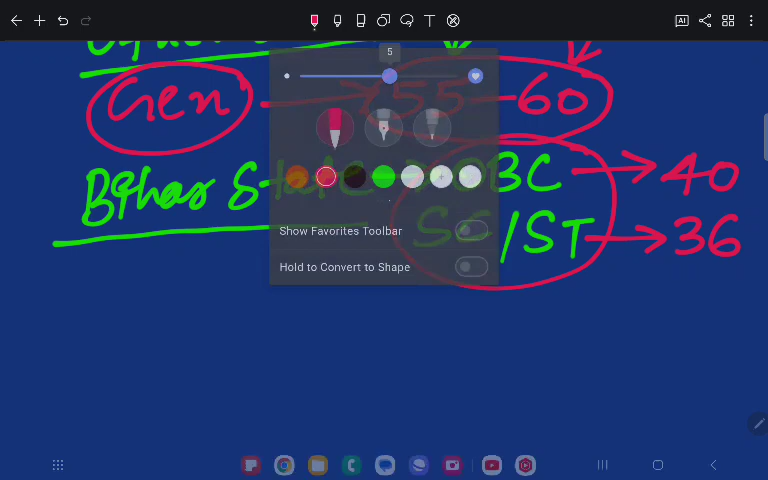 5
AI
Gen 55-60
Show Favorites Toolbar
Bihar State OBC → 40
SC/ST → 36
Hold to Convert to Shape